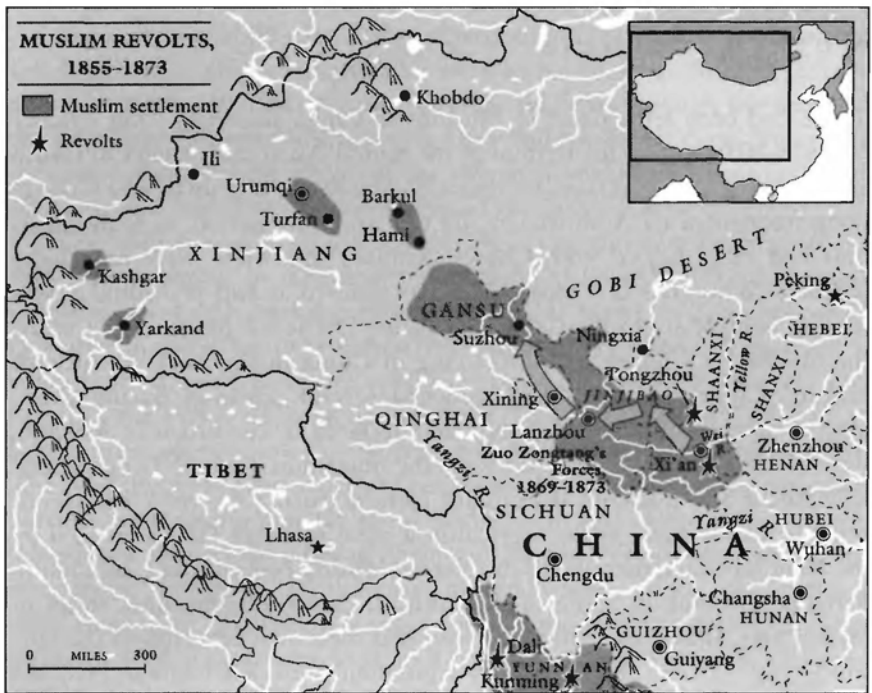 MUSLIM REVOLTS,
1855–1873
Muslim settlement
Revolts
Khobdo
Ili
Urumqi
Turfan
Barkul
Hami
XINJIANG
Kashgar
Yarkand
GOBI DESERT
Peking
HEBEI
GANSU
Suzhou
Ningxia
Tongzhou
SHAANXI
Yellow R.
SHANXI
Xining
JINJIBAO
QINGHAI
Lanzhou
Wei
R.
Zhenzhou
HENAN
Yangzi R.
Zuo Zongtang's
Forces,
1869–1873
Xi'an
TIBET
SICHUAN
Yangzi R.
HUBEI
Lhasa
CHINA
Wuhan
Chengdu
Changsha
HUNAN
GUIZHOU
Guiyang
Dali
YUNNAN
Kunming
0 MILES 300